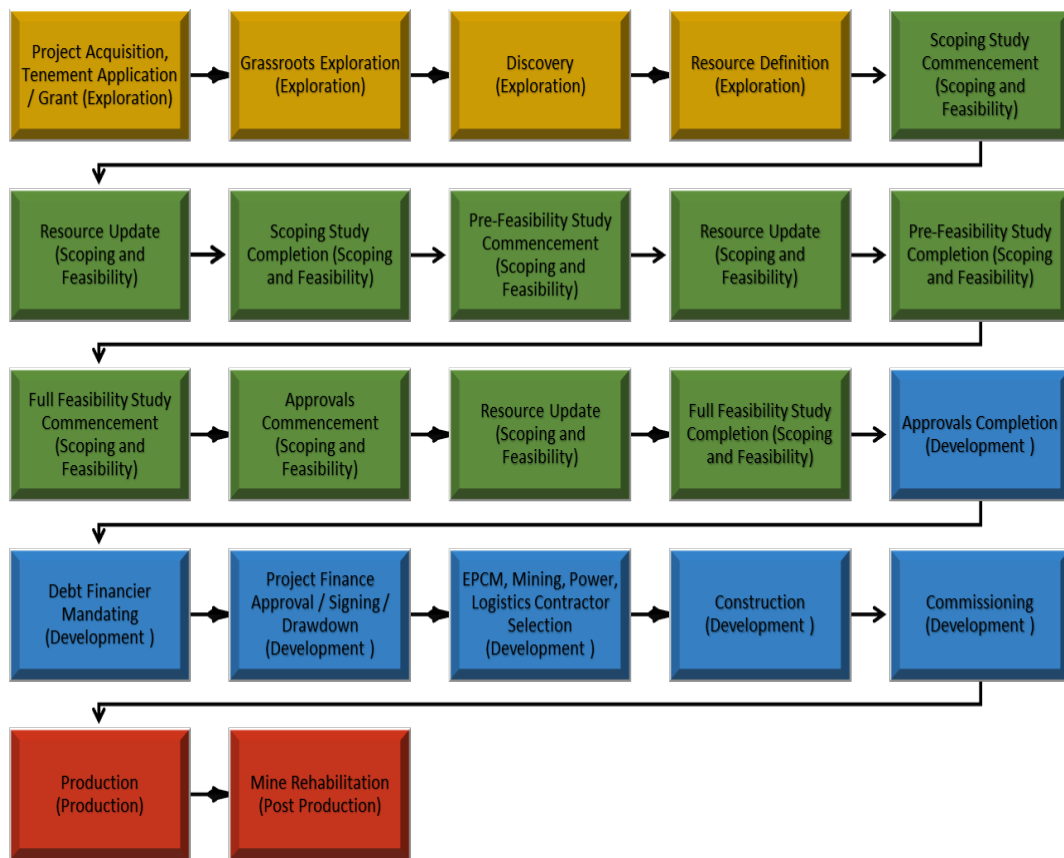 Project Acquisition,
Tenement Application
/ Grant (Exploration)
Grassroots Exploration
(Exploration)
Discovery
(Exploration)
Resource Definition
(Exploration)
Scoping Study
Commencement
(Scoping and
Feasibility)
Resource Update
(Scoping and
Feasibility)
Scoping Study
Completion (Scoping
and Feasibility)
Pre-Feasibility Study
Commencement
(Scoping and
Feasibility)
Resource Update
(Scoping and
Feasibility)
Pre-Feasibility Study
Completion (Scoping
and Feasibility)
Full Feasibility Study
Commencement
(Scoping and
Feasibility)
Approvals
Commencement
(Scoping and
Feasibility)
Resource Update
(Scoping and
Feasibility)
Full Feasibility Study
Completion (Scoping
and Feasibility)
Approvals Completion
(Development )
Debt Financier
Mandating
(Development )
Project Finance
Approval / Signing /
Drawdown
(Development )
EPCM, Mining, Power,
Logistics Contractor
Selection
(Development )
Construction
(Development )
Commissioning
(Development )
Production
(Production)
Mine Rehabilitation
(Post Production)